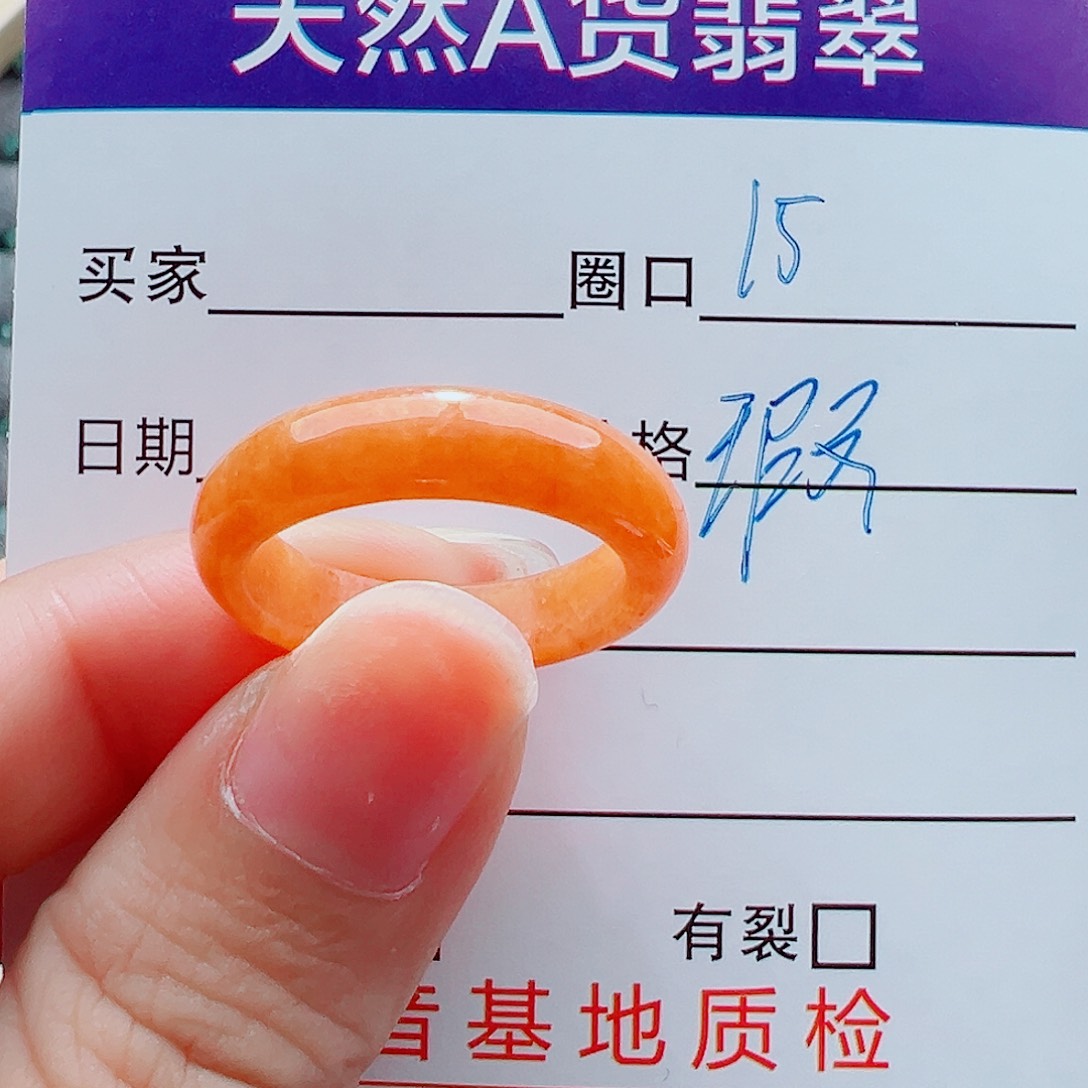 天然A货翡翠
买家 圈口 15
日期 格 瑕
有裂
基地质检